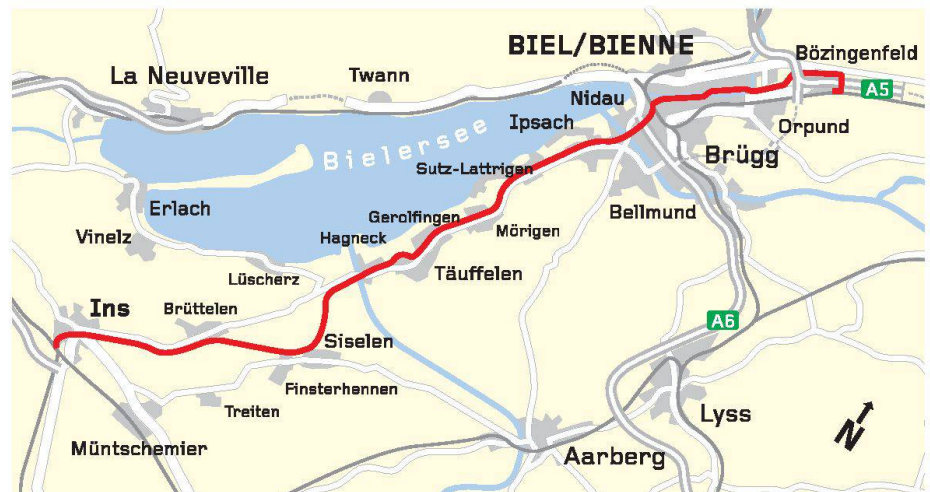 BIEL/BIENNE
Bözingenfeld
La Neuveville
Twann
A5
Nidau
Ipsach
Orpund
Bielersee
Brügg
Sutz-Lattrigen
Erlach
Gerolfingen
Bellmund
Vinelz
Hagneck
Mörigen
Lüscherz
Täuffelen
Ins
Brüttelen
A6
Siselen
Finsterhennen
Treiten
Lyss
Müntschemier
Aarberg
N